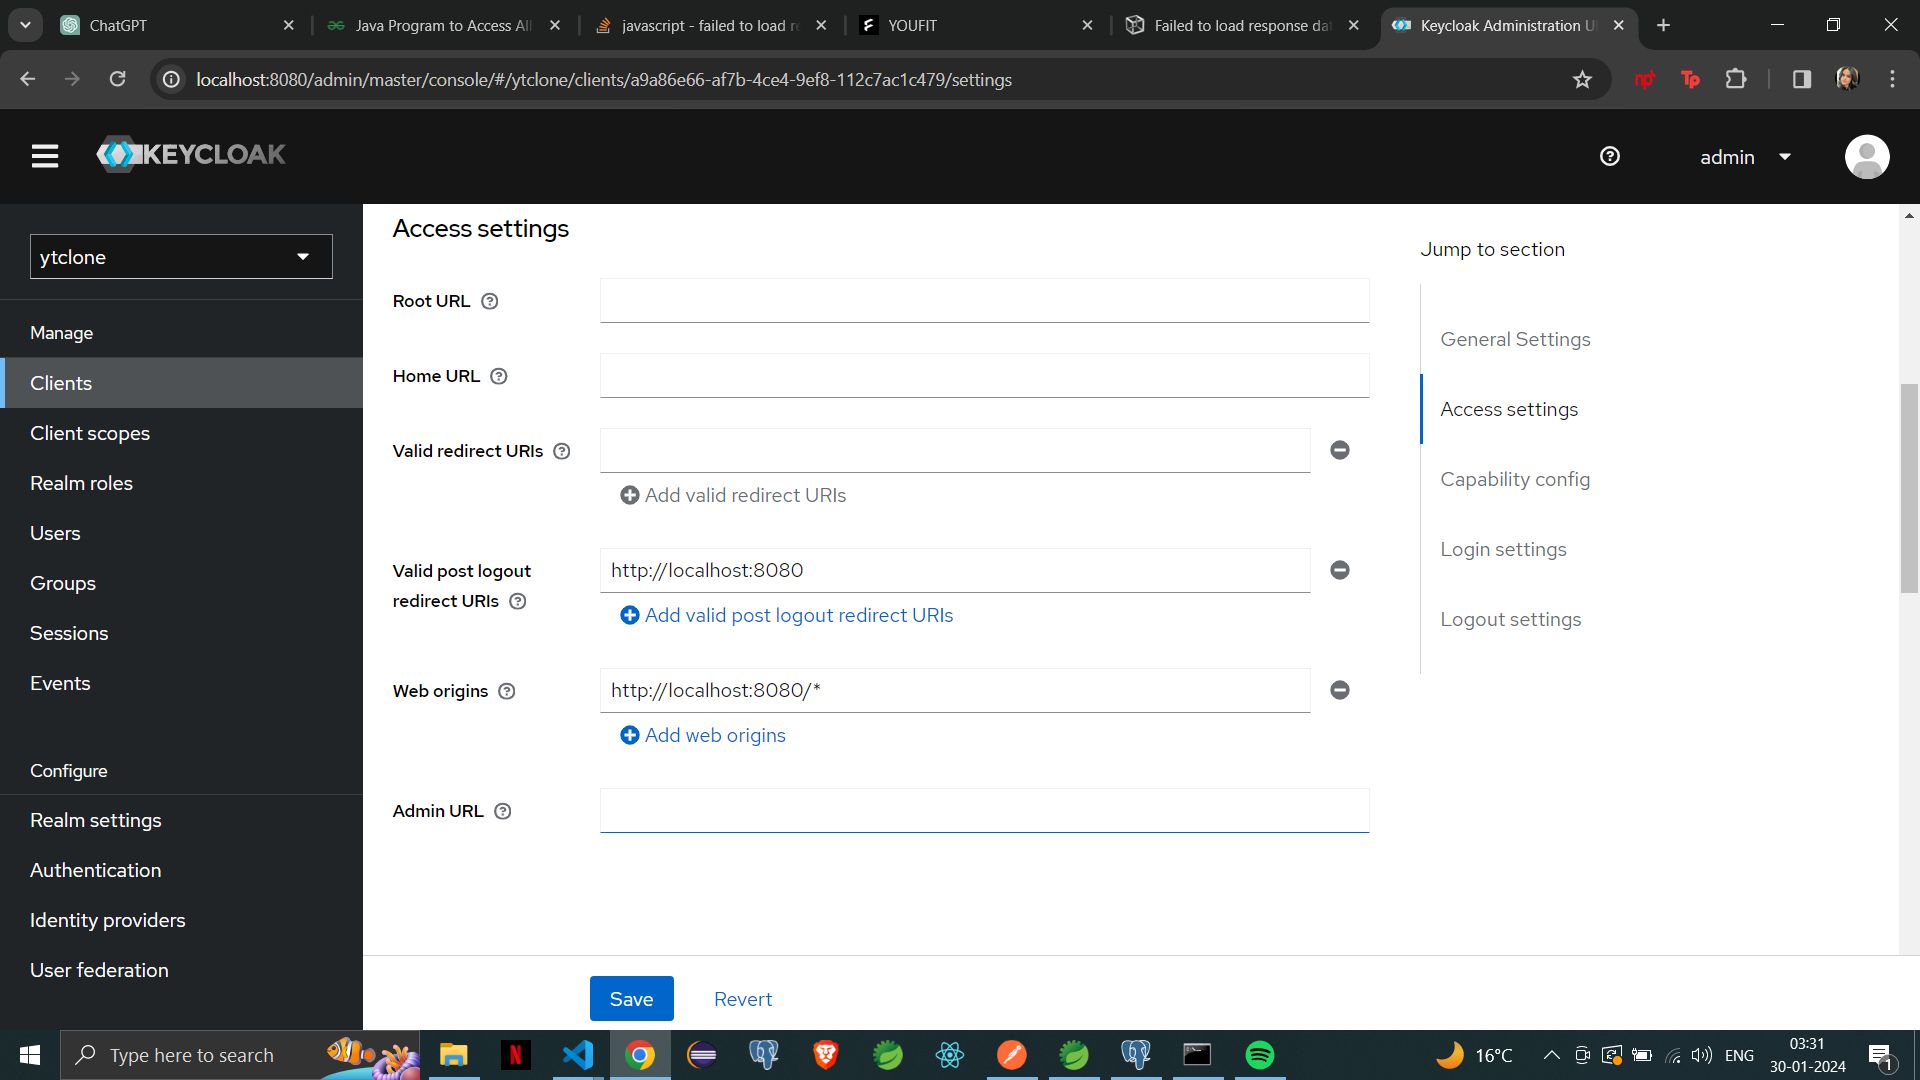 ChatGPT
Java Program to Access All
javascript - failed to load re
YOUFIT
Failed to load response dat
Keycloak Administration UI
localhost:8080/admin/master/console/#/ytclone/clients/a9a86e66-af7b-4ce4-9ef8-112c7ac1c479/settings
KEYCLOAK
admin
ytclone
Manage
Clients
Client scopes
Realm roles
Users
Groups
Sessions
Events
Configure
Realm settings
Authentication
Identity providers
User federation
Access settings
Root URL
Home URL
Valid redirect URIs
Add valid redirect URIs
Valid post logout
redirect URIs
http://localhost:8080
Add valid post logout redirect URIs
Web origins
http://localhost:8080/*
Add web origins
Admin URL
Save
Revert
Jump to section
General Settings
Access settings
Capability config
Login settings
Logout settings
Type here to search
16°C
ENG
03:31
30-01-2024
1